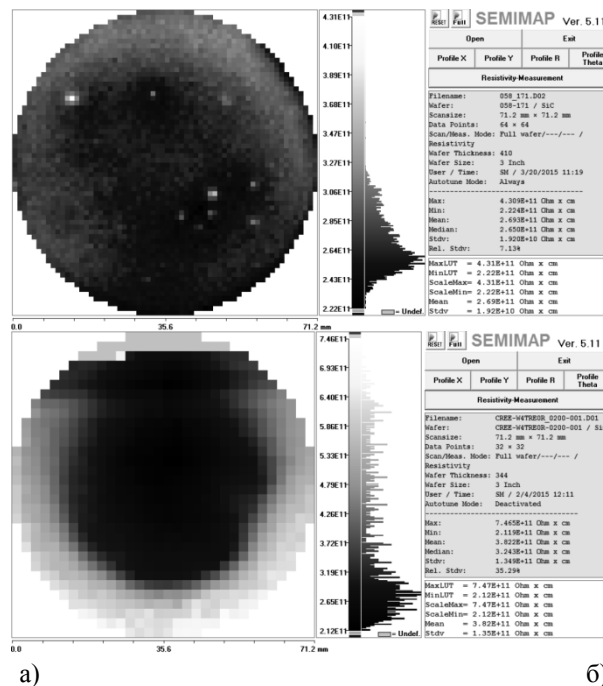 4.31E11
4.08E11
3.76E11
3.49E11
3.06E11
2.90E11
2.64E11
2.43E11
2.22E11
= Undef.
0.0 35.6 71.2 mm
mm
RESET Full SEMIMAP Ver. 5.11
Open Exit
Profile X Profile Y Profile R Profile Theta
Resistivity-Measurement
Filename: 058_171.D02
Wafer: 058-171 / SiC
Scansize: 71.2 mm × 71.2 mm
Data Points: 64 × 64
Scan/Meas. Mode: Full wafer/---/--- /
Resistivity
Wafer Thickness: 410
Wafer Size: 3 Inch
User / Time: SH / 3/20/2015 11:19
Autotune Mode: Always
Max: 4.309E+11 Ohm x cm
Min: 2.224E+11 Ohm x cm
Mean: 2.693E+11 Ohm x cm
Median: 2.650E+11 Ohm x cm
Stdv: 1.920E+10 Ohm x cm
Rel. Stdv: 7.13%
MaxLUT = 4.31E+11 Ohm x cm
MinLUT = 2.22E+11 Ohm x cm
ScaleMax= 4.31E+11 Ohm x cm
ScaleMin= 2.22E+11 Ohm x cm
Mean = 2.69E+11 Ohm x cm
Stdv = 1.92E+10 Ohm x cm
7.46E11
6.93E11
6.40E11
5.86E11
5.33E11
4.79E11
4.26E11
3.72E11
3.19E11
2.65E11
2.12E11
= Undef.
0.0 35.6 71.2 mm
mm
RESET Full SEMIMAP Ver. 5.11
Open Exit
Profile X Profile Y Profile R Profile Theta
Resistivity-Measurement
Filename: CREE-W4TRE0R_0200-001.D01
Wafer: CREE-W4TRE0R-0200-001 / SiC
Scansize: 71.2 mm × 71.2 mm
Data Points: 32 × 32
Scan/Meas. Mode: Full wafer/---/--- /
Resistivity
Wafer Thickness: 344
Wafer Size: 3 Inch
User / Time: SH / 2/4/2015 12:11
Autotune Mode: Deactivated
Max: 7.465E+11 Ohm x cm
Min: 2.119E+11 Ohm x cm
Mean: 3.822E+11 Ohm x cm
Median: 3.243E+11 Ohm x cm
Stdv: 1.349E+11 Ohm x cm
Rel. Stdv: 35.29%
MaxLUT = 7.47E+11 Ohm x cm
MinLUT = 2.12E+11 Ohm x cm
ScaleMax= 7.47E+11 Ohm x cm
ScaleMin= 2.12E+11 Ohm x cm
Mean = 3.82E+11 Ohm x cm
Stdv = 1.35E+11 Ohm x cm
а) б)